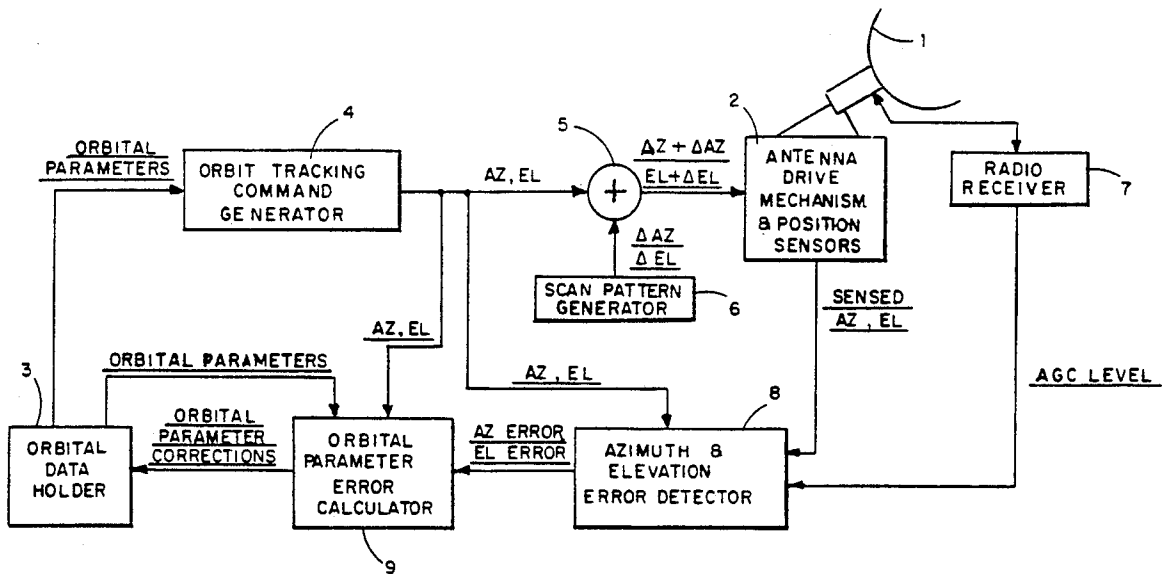 1
4
ORBITAL
PARAMETERS
ORBIT TRACKING
COMMAND
GENERATOR
AZ, EL
5
+
ΔZ + ΔAZ
EL + ΔEL
2
ANTENNA
DRIVE
MECHANISM
& POSITION
SENSORS
RADIO
RECEIVER
7
ΔAZ
ΔEL
SCAN PATTERN
GENERATOR
6
SENSED
AZ, EL
AZ, EL
ORBITAL PARAMETERS
AZ, EL
AGC LEVEL
3
ORBITAL
DATA
HOLDER
ORBITAL
PARAMETER
CORRECTIONS
ORBITAL
PARAMETER
ERROR
CALCULATOR
9
AZ ERROR
EL ERROR
8
AZIMUTH &
ELEVATION
ERROR DETECTOR